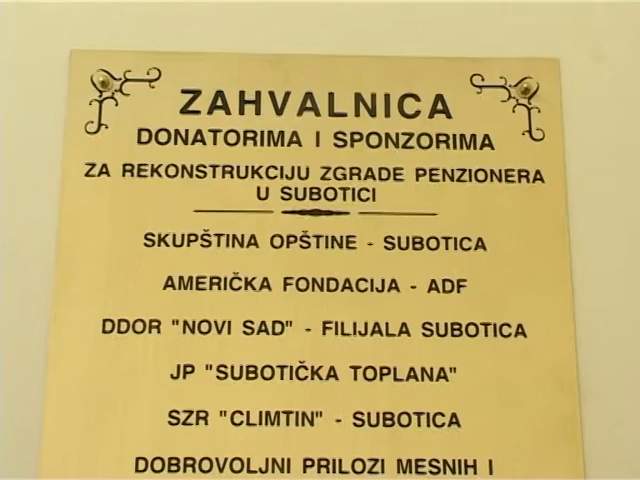 ZAHVALNICA
DONATORIMA I SPONZORIMA
ZA REKONSTRUKCIJU ZGRADE PENZIONERA
U SUBOTICI
SKUPŠTINA OPŠTINE - SUBOTICA
AMERIČKA FONDACIJA - ADF
DDOR "NOVI SAD" - FILIJALA SUBOTICA
JP "SUBOTIČKA TOPLANA"
SZR "CLIMTIN" - SUBOTICA
DOBROVOLJNI PRILOZI MESNIH I